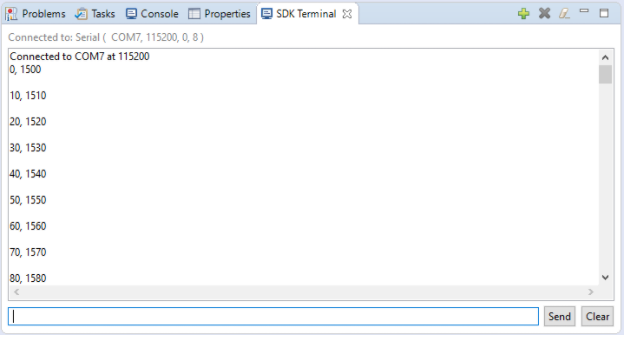 Problems Tasks Console Properties SDK Terminal
Connected to: Serial ( COM7, 115200, 0, 8 )
Connected to COM7 at 115200
0, 1500
10, 1510
20, 1520
30, 1530
40, 1540
50, 1550
60, 1560
70, 1570
80, 1580
Send Clear